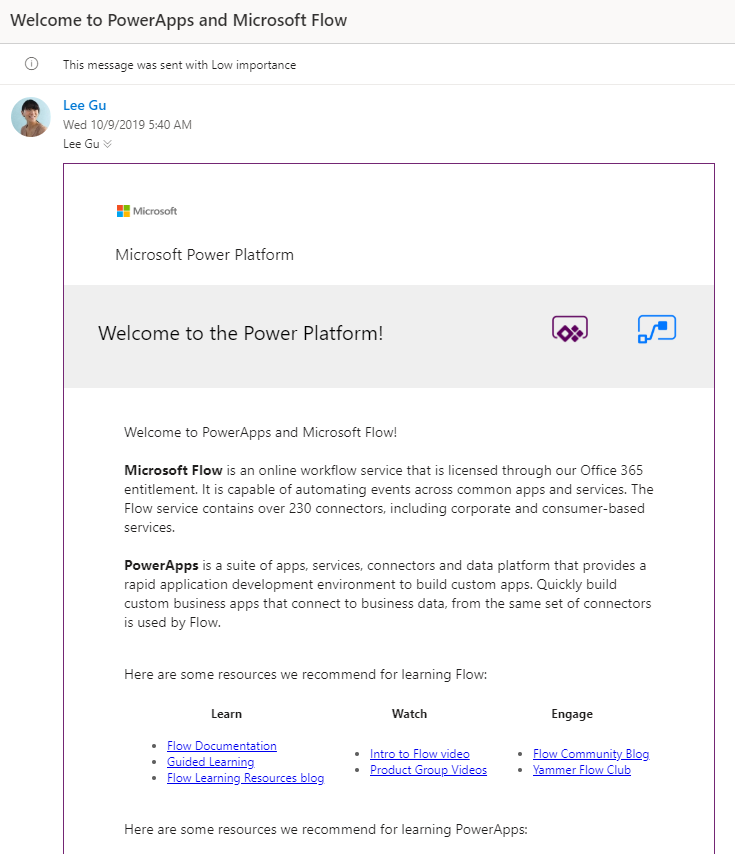 Welcome to PowerApps and Microsoft Flow
This message was sent with Low importance
Lee Gu
Wed 10/9/2019 5:40 AM
Lee Gu
Microsoft
Microsoft Power Platform
Welcome to the Power Platform!
Welcome to PowerApps and Microsoft Flow!
Microsoft Flow is an online workflow service that is licensed through our Office 365
entitlement. It is capable of automating events across common apps and services. The
Flow service contains over 230 connectors, including corporate and consumer-based
services.
PowerApps is a suite of apps, services, connectors and data platform that provides a
rapid application development environment to build custom apps. Quickly build
custom business apps that connect to business data, from the same set of connectors
is used by Flow.
Here are some resources we recommend for learning Flow:
Learn
Flow Documentation
Guided Learning
Flow Learning Resources blog
Watch
Intro to Flow video
Product Group Videos
Engage
Flow Community Blog
Yammer Flow Club
Here are some resources we recommend for learning PowerApps: